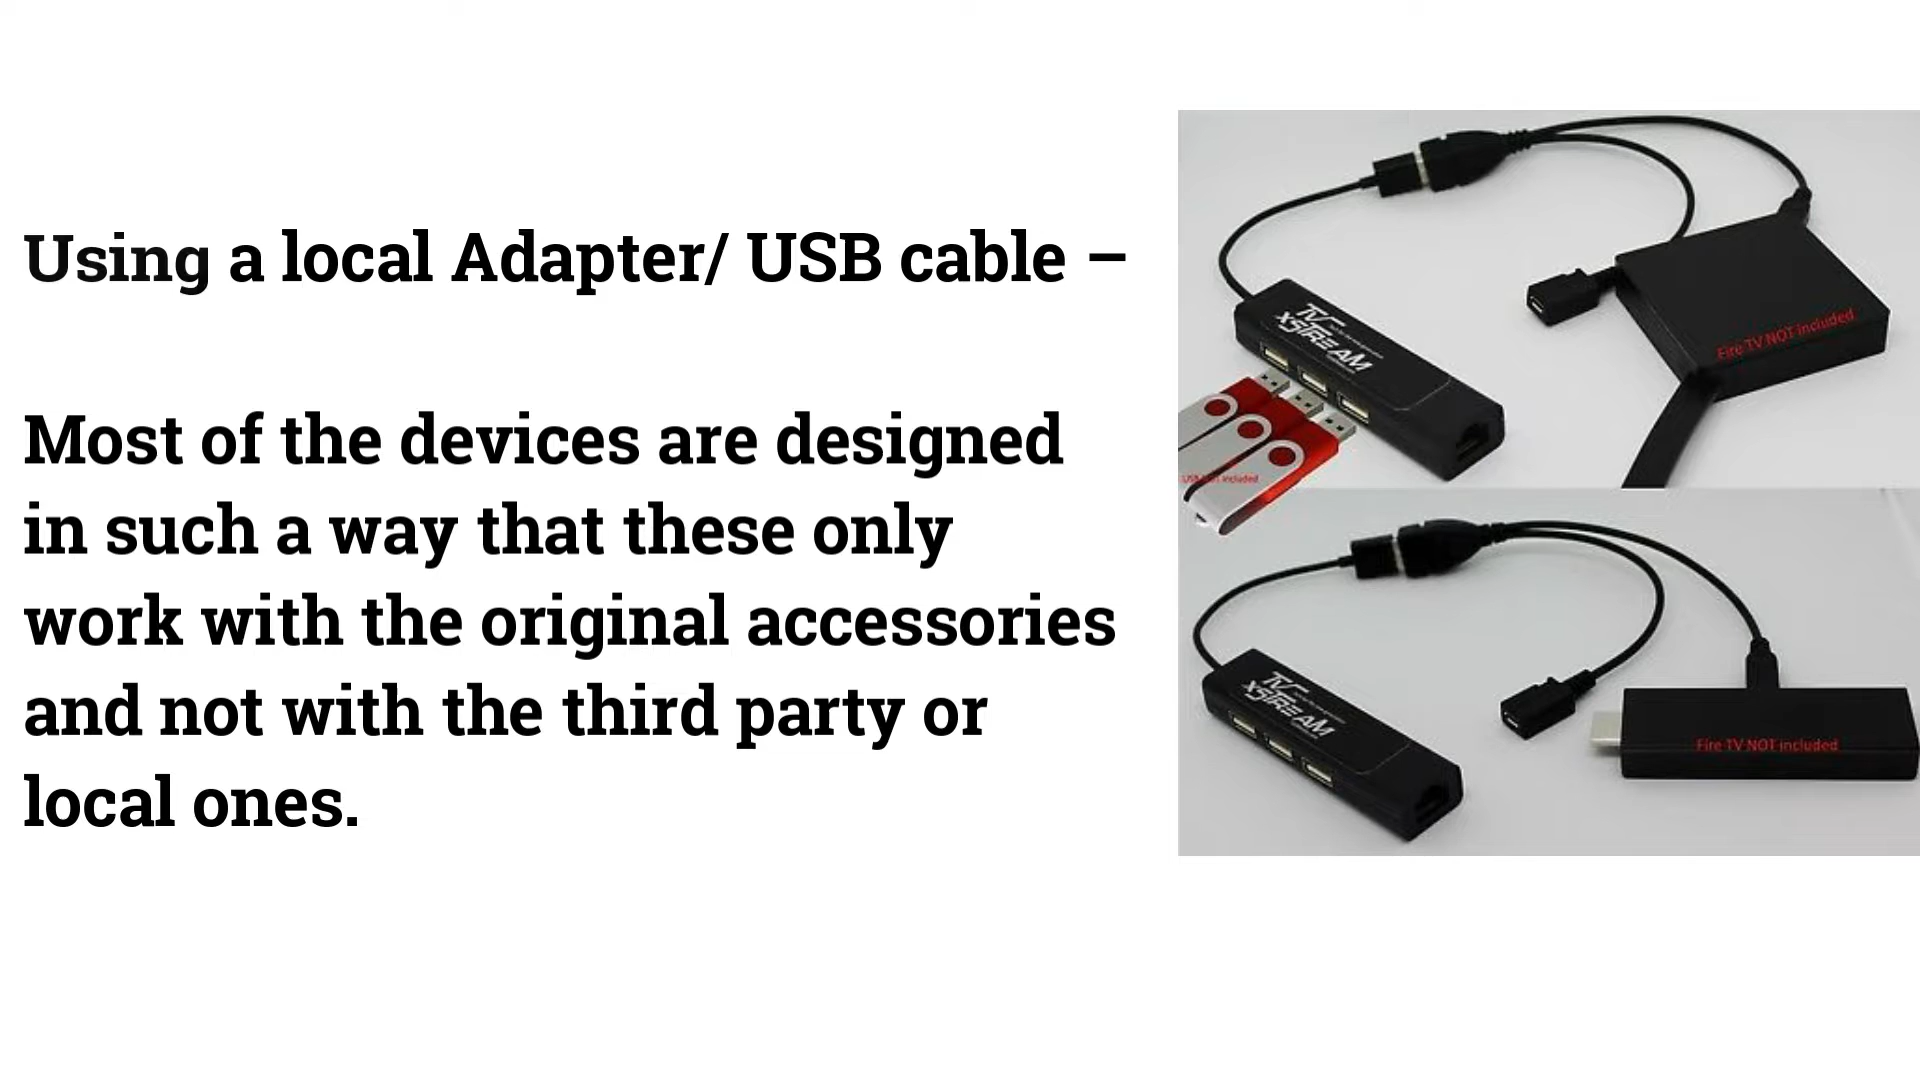 Using a local Adapter/ USB cable –
Most of the devices are designed
in such a way that these only
work with the original accessories
and not with the third party or
local ones.
TV
XSTREAM
Fire TV NOT included
included
TV
XSTREAM
Fire TV NOT included